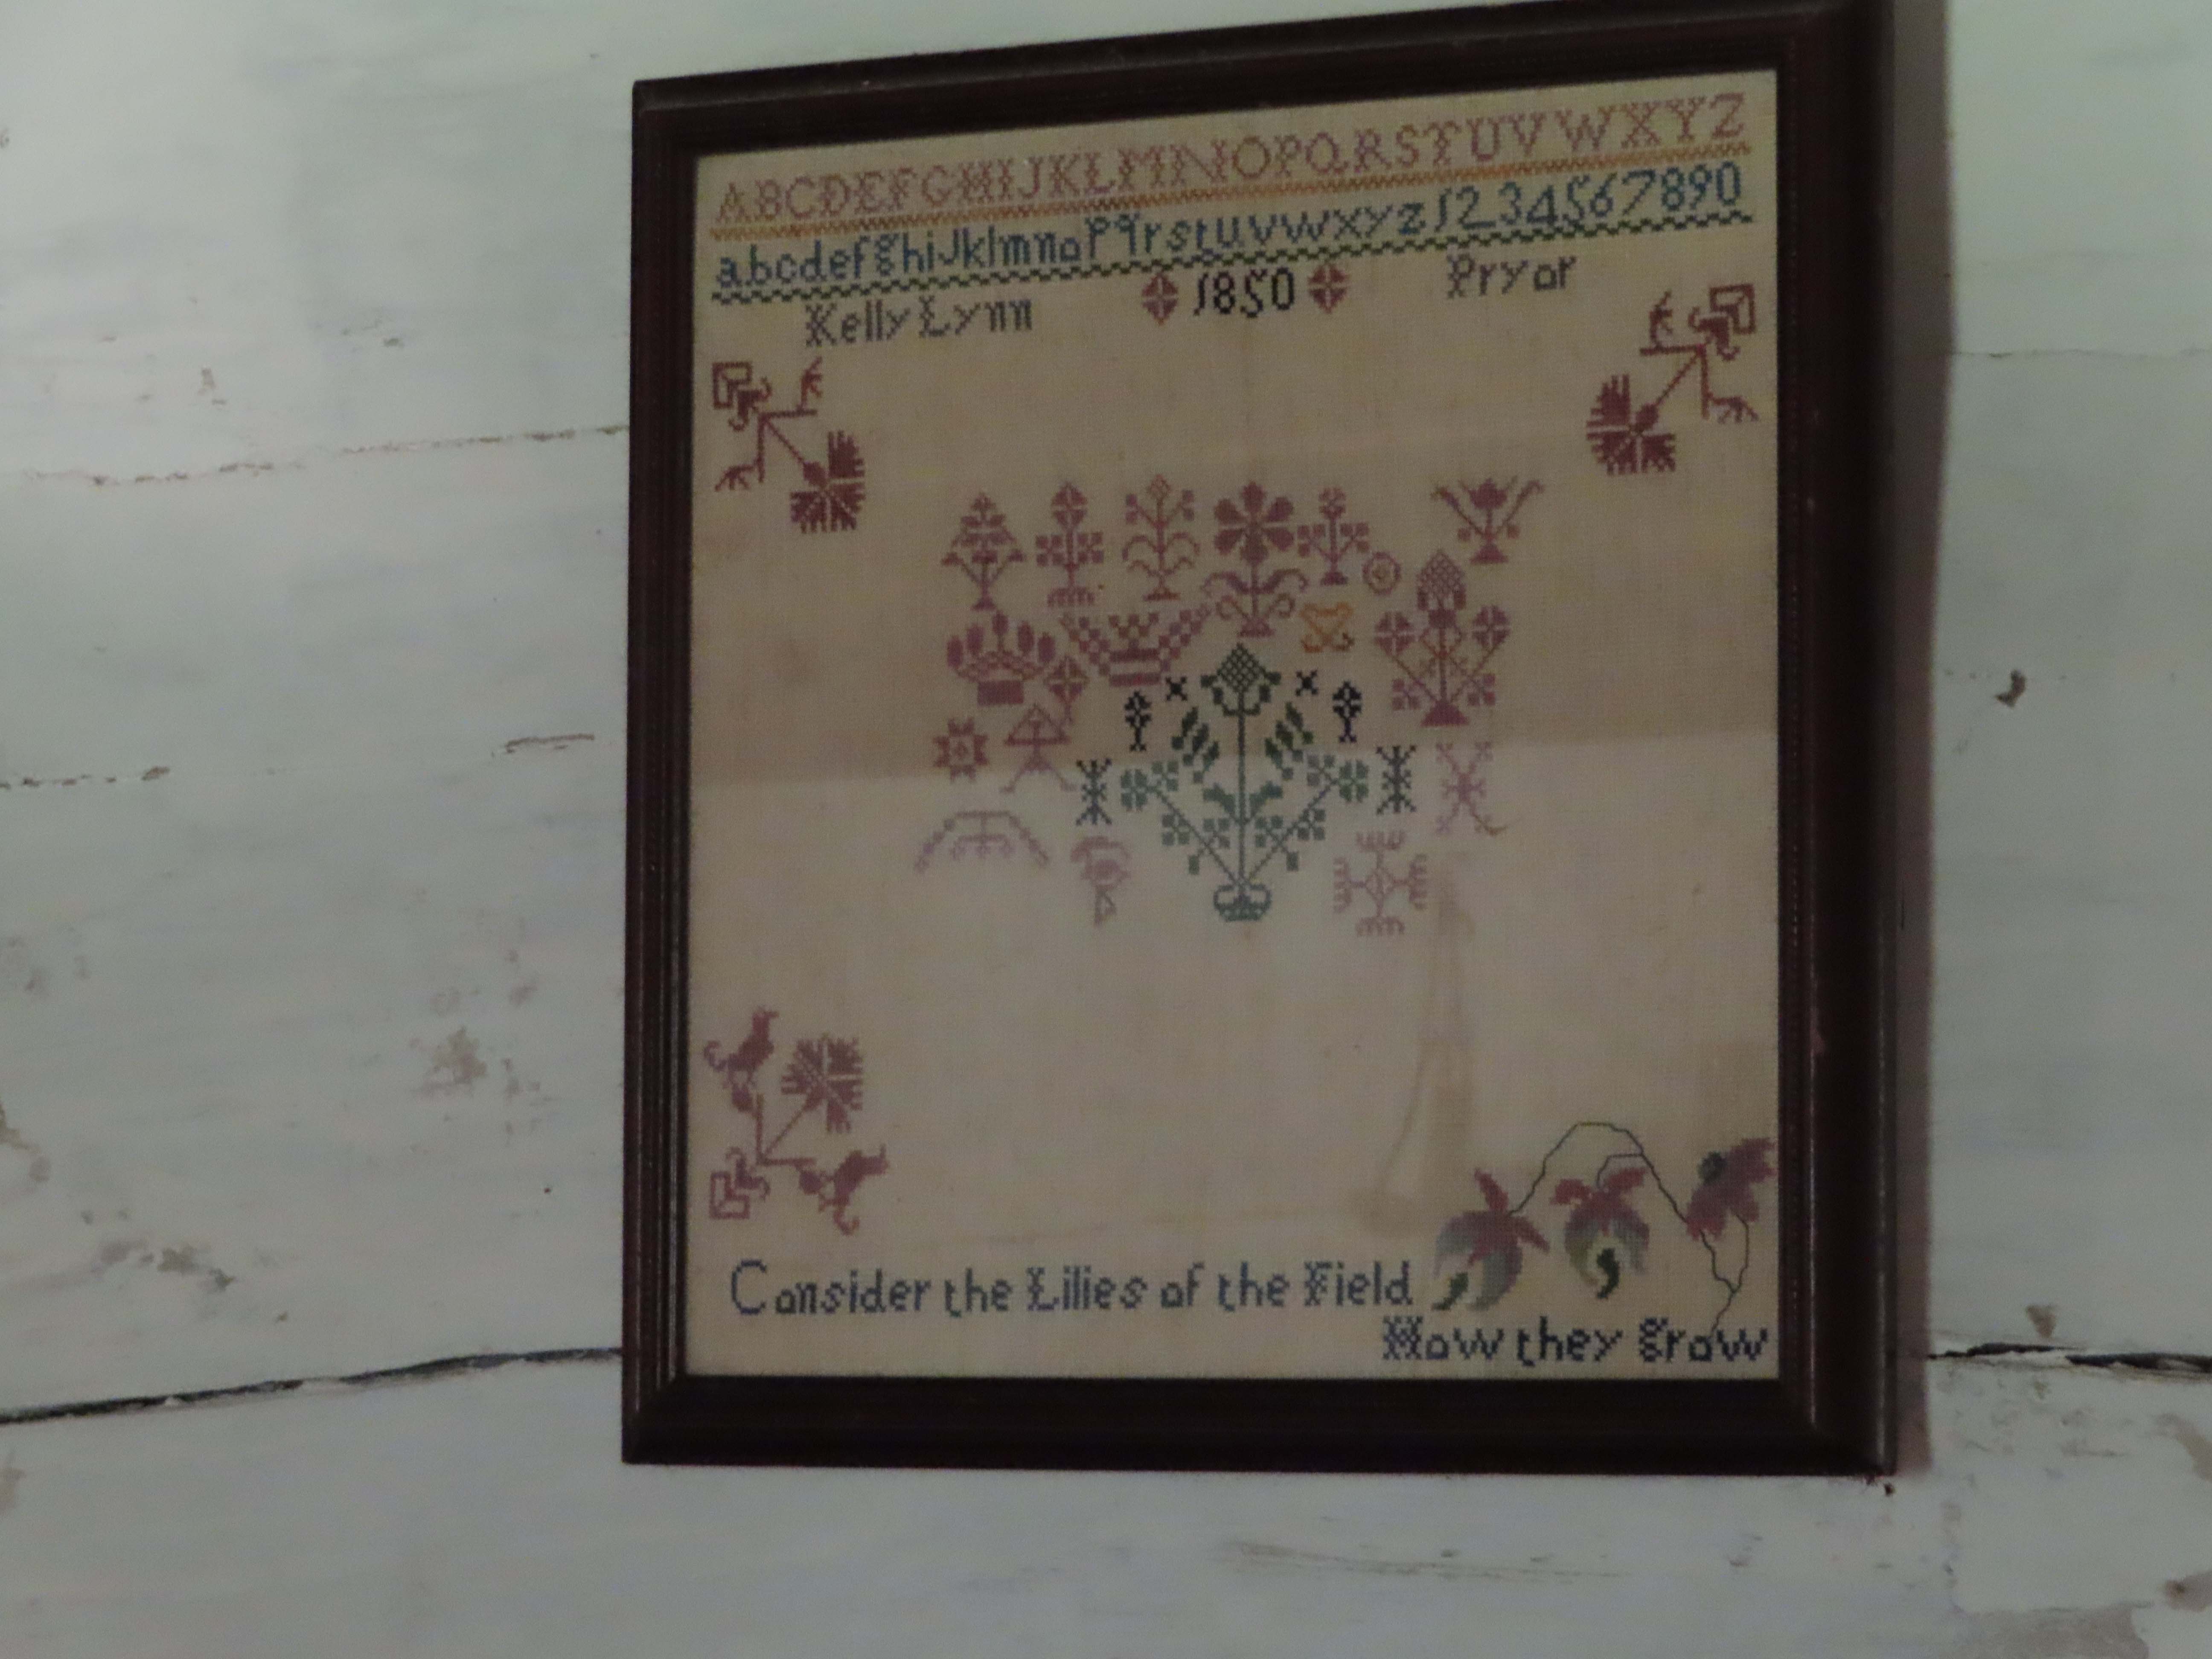 ABCDEFGHIJKLMNOPQRSTUVWXYZ
abcdefghijklmnopqrstuvwxyz1234567890
Kelly Lynn 1850 Pryor
Consider the Lilies of the Field
How they Grow